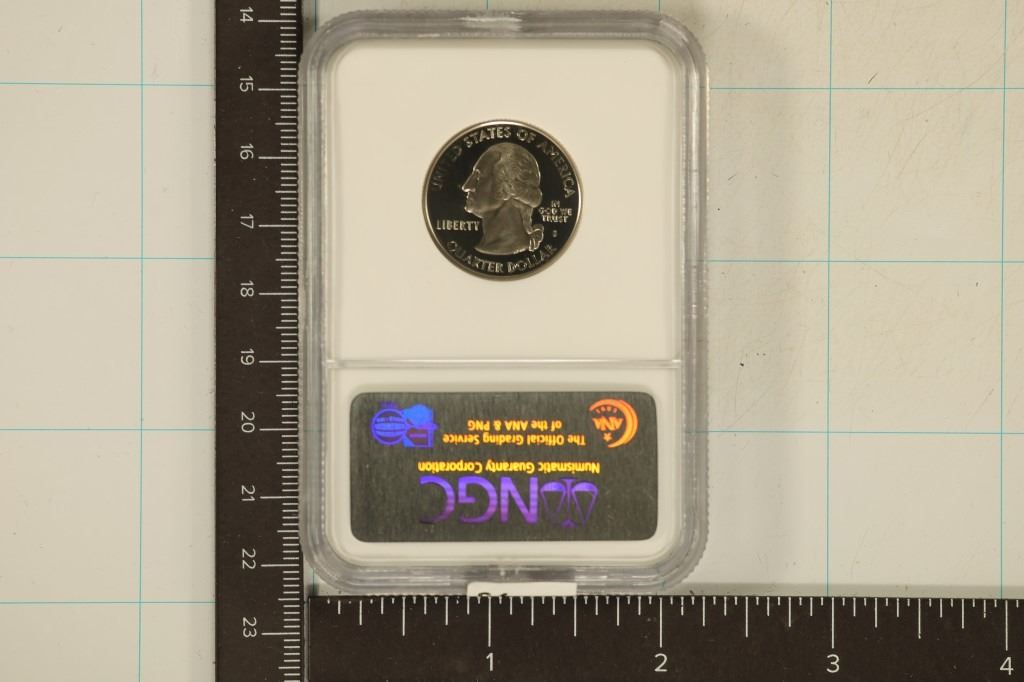 14
15
16
17
18
19
20
21
22
23
UNITED STATES OF AMERICA
LIBERTY
IN
GOD WE
TRUST
S
QUARTER DOLLAR
NGC
Numismatic Guaranty Corporation
The Official Grading Service
of the ANA & PNG
ANA
1891
1
2
3
4